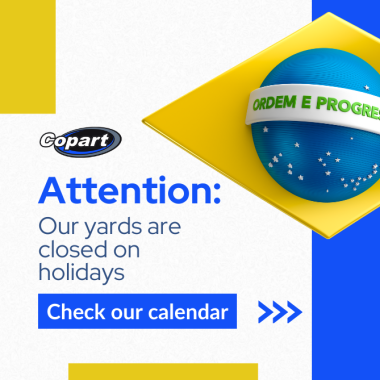 ORDEM E PROGRES
Copart
Attention:
Our yards are
closed on
holidays
Check our calendar